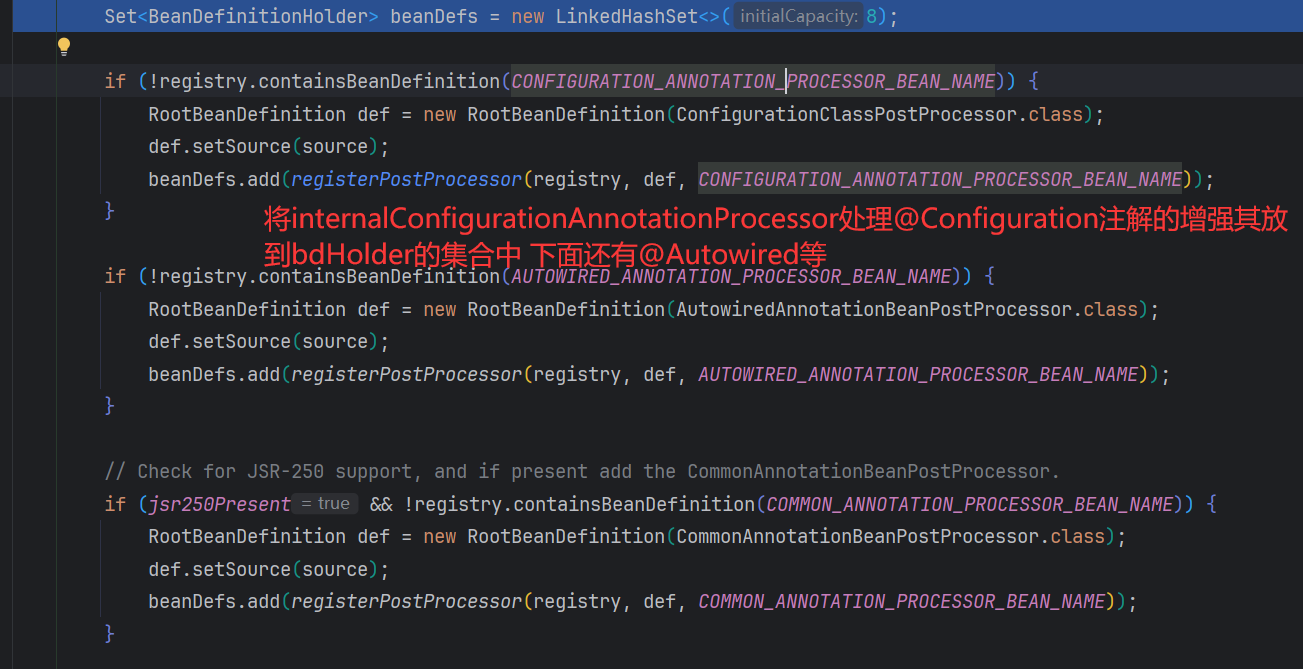 Set<BeanDefinitionHolder> beanDefs = new LinkedHashSet<>( initialCapacity: 8);
if (!registry.containsBeanDefinition(CONFIGURATION_ANNOTATION_PROCESSOR_BEAN_NAME)) {
RootBeanDefinition def = new RootBeanDefinition(ConfigurationClassPostProcessor.class);
def.setSource(source);
beanDefs.add(registerPostProcessor(registry, def, CONFIGURATION_ANNOTATION_PROCESSOR_BEAN_NAME));
}
将internalConfigurationAnnotationProcessor处理@Configuration注解的增强其放
到bdHolder的集合中 下面还有@Autowired等
if (!registry.containsBeanDefinition(AUTOWIRED_ANNOTATION_PROCESSOR_BEAN_NAME)) {
RootBeanDefinition def = new RootBeanDefinition(AutowiredAnnotationBeanPostProcessor.class);
def.setSource(source);
beanDefs.add(registerPostProcessor(registry, def, AUTOWIRED_ANNOTATION_PROCESSOR_BEAN_NAME));
}
// Check for JSR-250 support, and if present add the CommonAnnotationBeanPostProcessor.
if (jsr250Present = true && !registry.containsBeanDefinition(COMMON_ANNOTATION_PROCESSOR_BEAN_NAME)) {
RootBeanDefinition def = new RootBeanDefinition(CommonAnnotationBeanPostProcessor.class);
def.setSource(source);
beanDefs.add(registerPostProcessor(registry, def, COMMON_ANNOTATION_PROCESSOR_BEAN_NAME));
}